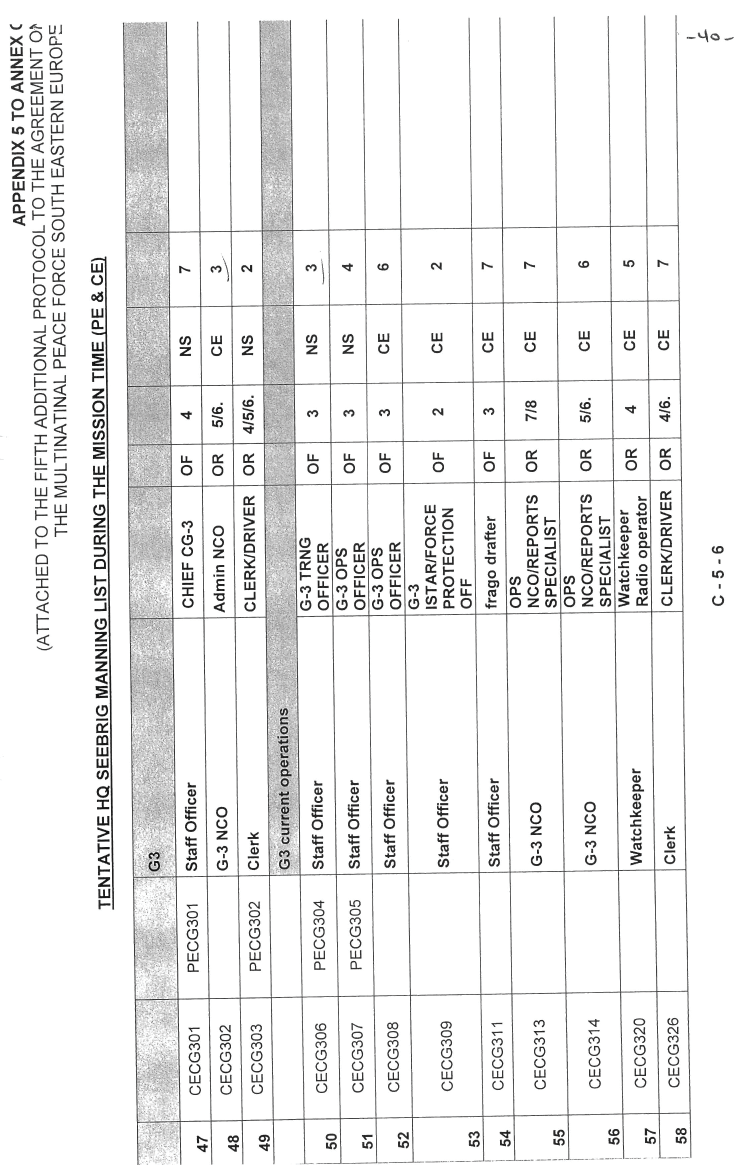 APPENDIX 5 TO ANNEX C
(ATTACHED TO THE FIFTH ADDITIONAL PROTOCOL TO THE AGREEMENT ON
THE MULTINATINAL PEACE FORCE SOUTH EASTERN EUROPE
TENTATIVE HQ SEEBRIG MANNING LIST DURING THE MISSION TIME (PE & CE)
G3
47 CECG301 PECG301 Staff Officer CHIEF CG-3 OF 4 NS 7
48 CECG302 G-3 NCO Admin NCO OR 5/6. CE 3
49 CECG303 PECG302 Clerk CLERK/DRIVER OR 4/5/6. NS 2
G3 current operations
50 CECG306 PECG304 Staff Officer G-3 TRNG
OFFICER OF 3 NS 3
51 CECG307 PECG305 Staff Officer G-3 OPS
OFFICER OF 3 NS 4
52 CECG308 Staff Officer G-3 OPS
OFFICER OF 3 CE 6
53 CECG309 Staff Officer G-3
ISTAR/FORCE
PROTECTION
OFF OF 2 CE 2
54 CECG311 Staff Officer frago drafter OF 3 CE 7
55 CECG313 G-3 NCO OPS
NCO/REPORTS
SPECIALIST OR 7/8 CE 7
56 CECG314 G-3 NCO OPS
NCO/REPORTS
SPECIALIST OR 5/6. CE 6
57 CECG320 Watchkeeper Watchkeeper
Radio operator OR 4 CE 5
58 CECG326 Clerk CLERK/DRIVER OR 4/6. CE 7
C - 5 - 6
-40-